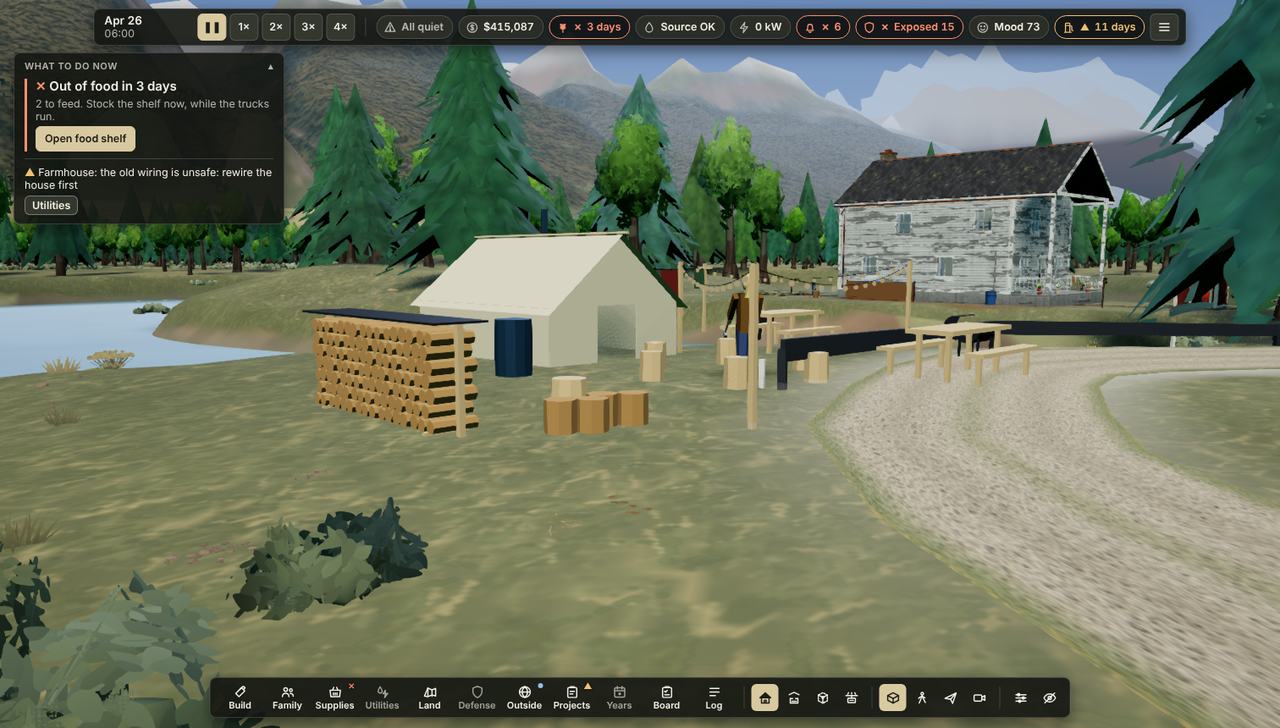 Apr 26
06:00
1×
2×
3×
4×
All quiet
$415,087
× 3 days
Source OK
0 kW
× 6
× Exposed 15
Mood 73
11 days
WHAT TO DO NOW
× Out of food in 3 days
2 to feed. Stock the shelf now, while the trucks
run.
Open food shelf
Farmhouse: the old wiring is unsafe: rewire the
house first
Utilities
Build
Family
Supplies
Utilities
Land
Defense
Outside
Projects
Years
Board
Log